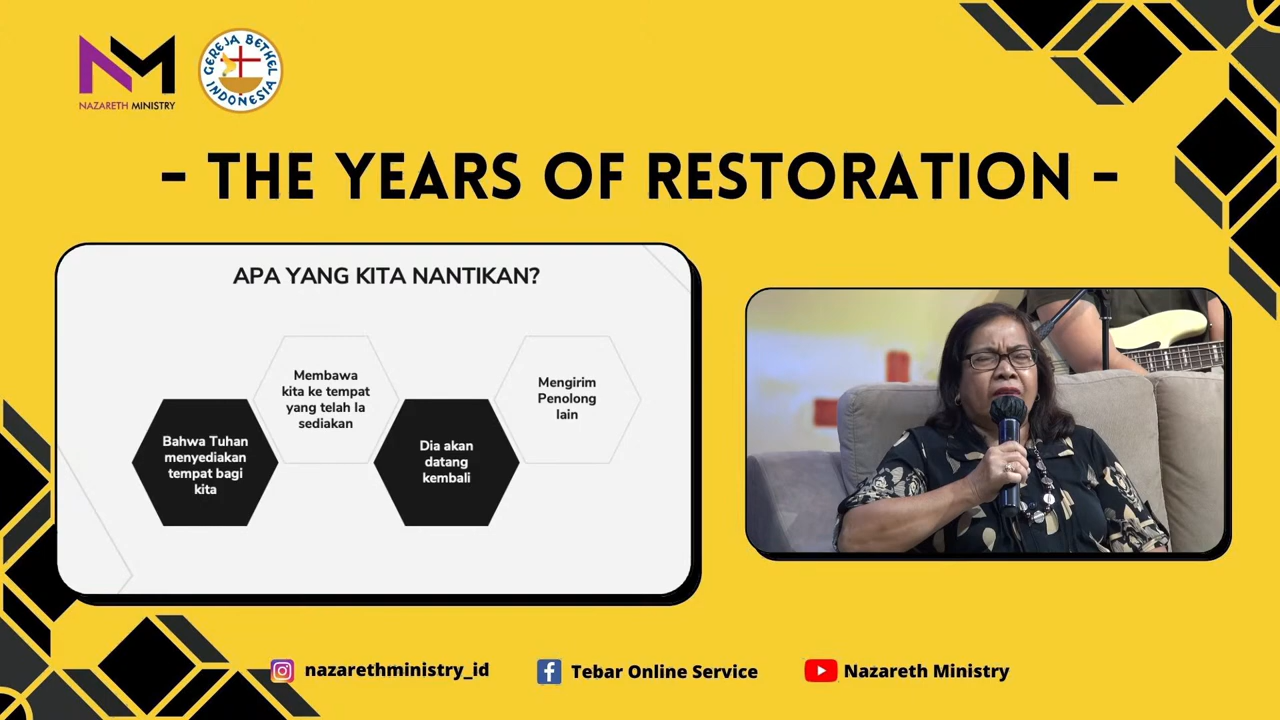 NAZARETH MINISTRY
GEREJA BETHEL
INDONESIA
- THE YEARS OF RESTORATION -
APA YANG KITA NANTIKAN?
Bahwa Tuhan
menyediakan
tempat bagi
kita
Membawa
kita ke tempat
yang telah Ia
sediakan
Dia akan
datang
kembali
Mengirim
Penolong
lain
nazarethministry_id
Tebar Online Service
Nazareth Ministry